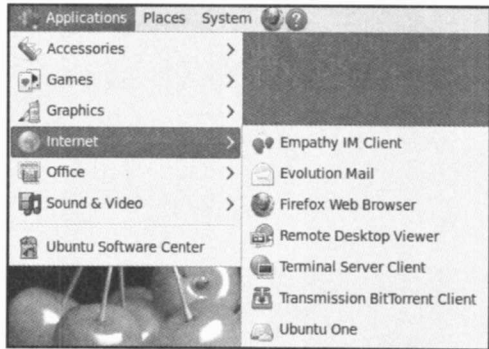 Applications Places System
Accessories
Games
Graphics
Internet
Office
Sound & Video
Ubuntu Software Center
Empathy IM Client
Evolution Mail
Firefox Web Browser
Remote Desktop Viewer
Terminal Server Client
Transmission BitTorrent Client
Ubuntu One